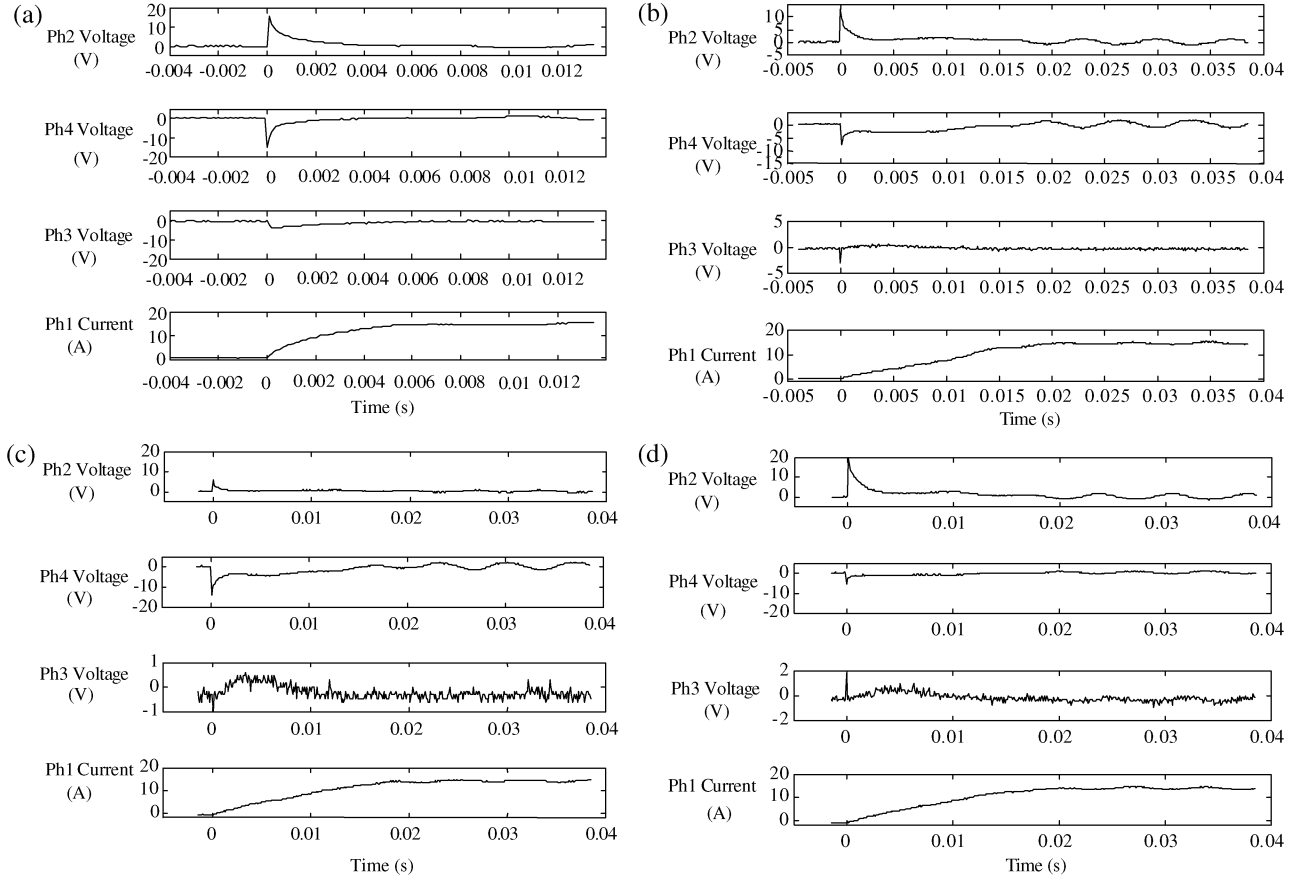 (a)
20
Ph2 Voltage
10
(V)
0
-0.004 -0.002 0 0.002 0.004 0.006 0.008 0.01 0.012
Ph4 Voltage
0
-10
(V)
-20
-0.004 -0.002 0 0.002 0.004 0.006 0.008 0.01 0.012
Ph3 Voltage
0
-10
(V)
-20
-0.004 -0.002 0 0.002 0.004 0.006 0.008 0.01 0.012
Ph1 Current
20
10
(A)
0
-0.004 -0.002 0 0.002 0.004 0.006 0.008 0.01 0.012
Time (s)
(b)
Ph2 Voltage
10
5
(V)
0
-5
-0.005 0 0.005 0.01 0.015 0.02 0.025 0.03 0.035 0.04
Ph4 Voltage
0
-5
-10
(V)
-15
-0.005 0 0.005 0.01 0.015 0.02 0.025 0.03 0.035 0.04
5
Ph3 Voltage
0
(V)
-5
-0.005 0 0.005 0.01 0.015 0.02 0.025 0.03 0.035 0.04
20
Ph1 Current
10
(A)
0
-0.005 0 0.005 0.01 0.015 0.02 0.025 0.03 0.035 0.04
Time (s)
(c)
20
Ph2 Voltage
10
(V)
0
0 0.01 0.02 0.03 0.04
Ph4 Voltage
0
-10
(V)
-20
0 0.01 0.02 0.03 0.04
1
Ph3 Voltage
0
(V)
-1
0 0.01 0.02 0.03 0.04
20
Ph1 Current
10
(A)
0
0 0.01 0.02 0.03 0.04
Time (s)
(d)
20
Ph2 Voltage
10
(V)
0
0 0.01 0.02 0.03 0.04
Ph4 Voltage
0
-10
(V)
-20
0 0.01 0.02 0.03 0.04
2
Ph3 Voltage
0
(V)
-2
0 0.01 0.02 0.03 0.04
20
Ph1 Current
10
(A)
0
0 0.01 0.02 0.03 0.04
Time (s)